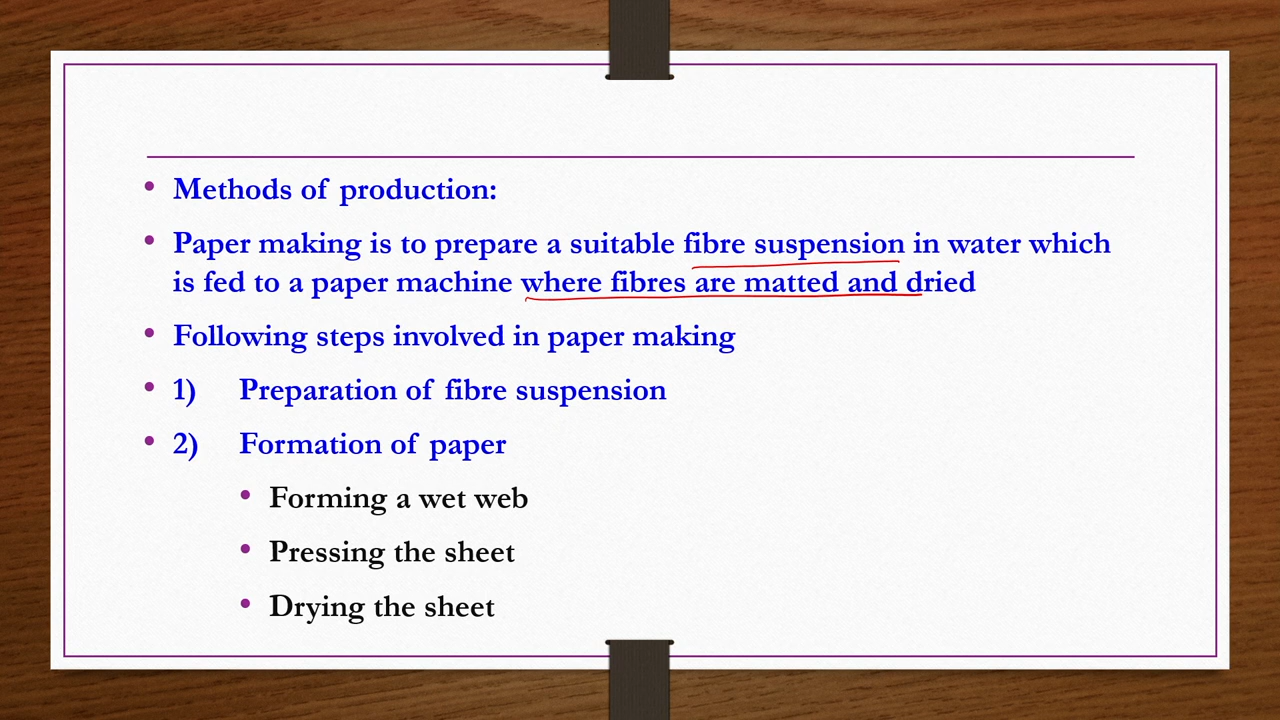 • Methods of production:
• Paper making is to prepare a suitable fibre suspension in water which
is fed to a paper machine where fibres are matted and dried
• Following steps involved in paper making
• 1) Preparation of fibre suspension
• 2) Formation of paper
• Forming a wet web
• Pressing the sheet
• Drying the sheet